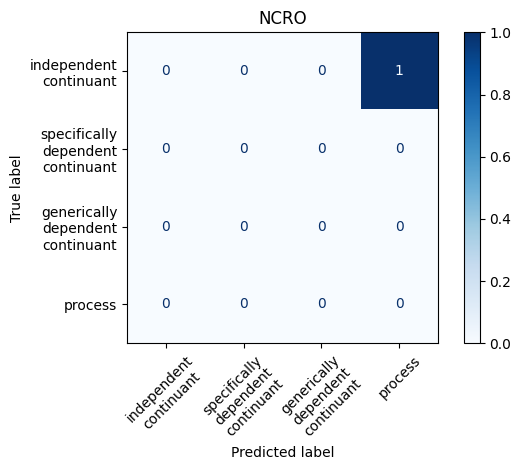 NCRO
True label
independent
continuant
0 0 0 1
specifically
dependent
continuant
0 0 0 0
generically
dependent
continuant
0 0 0 0
process
0 0 0 0
independent
continuant
specifically
dependent
continuant
generically
dependent
continuant
process
Predicted label
1.0
0.8
0.6
0.4
0.2
0.0